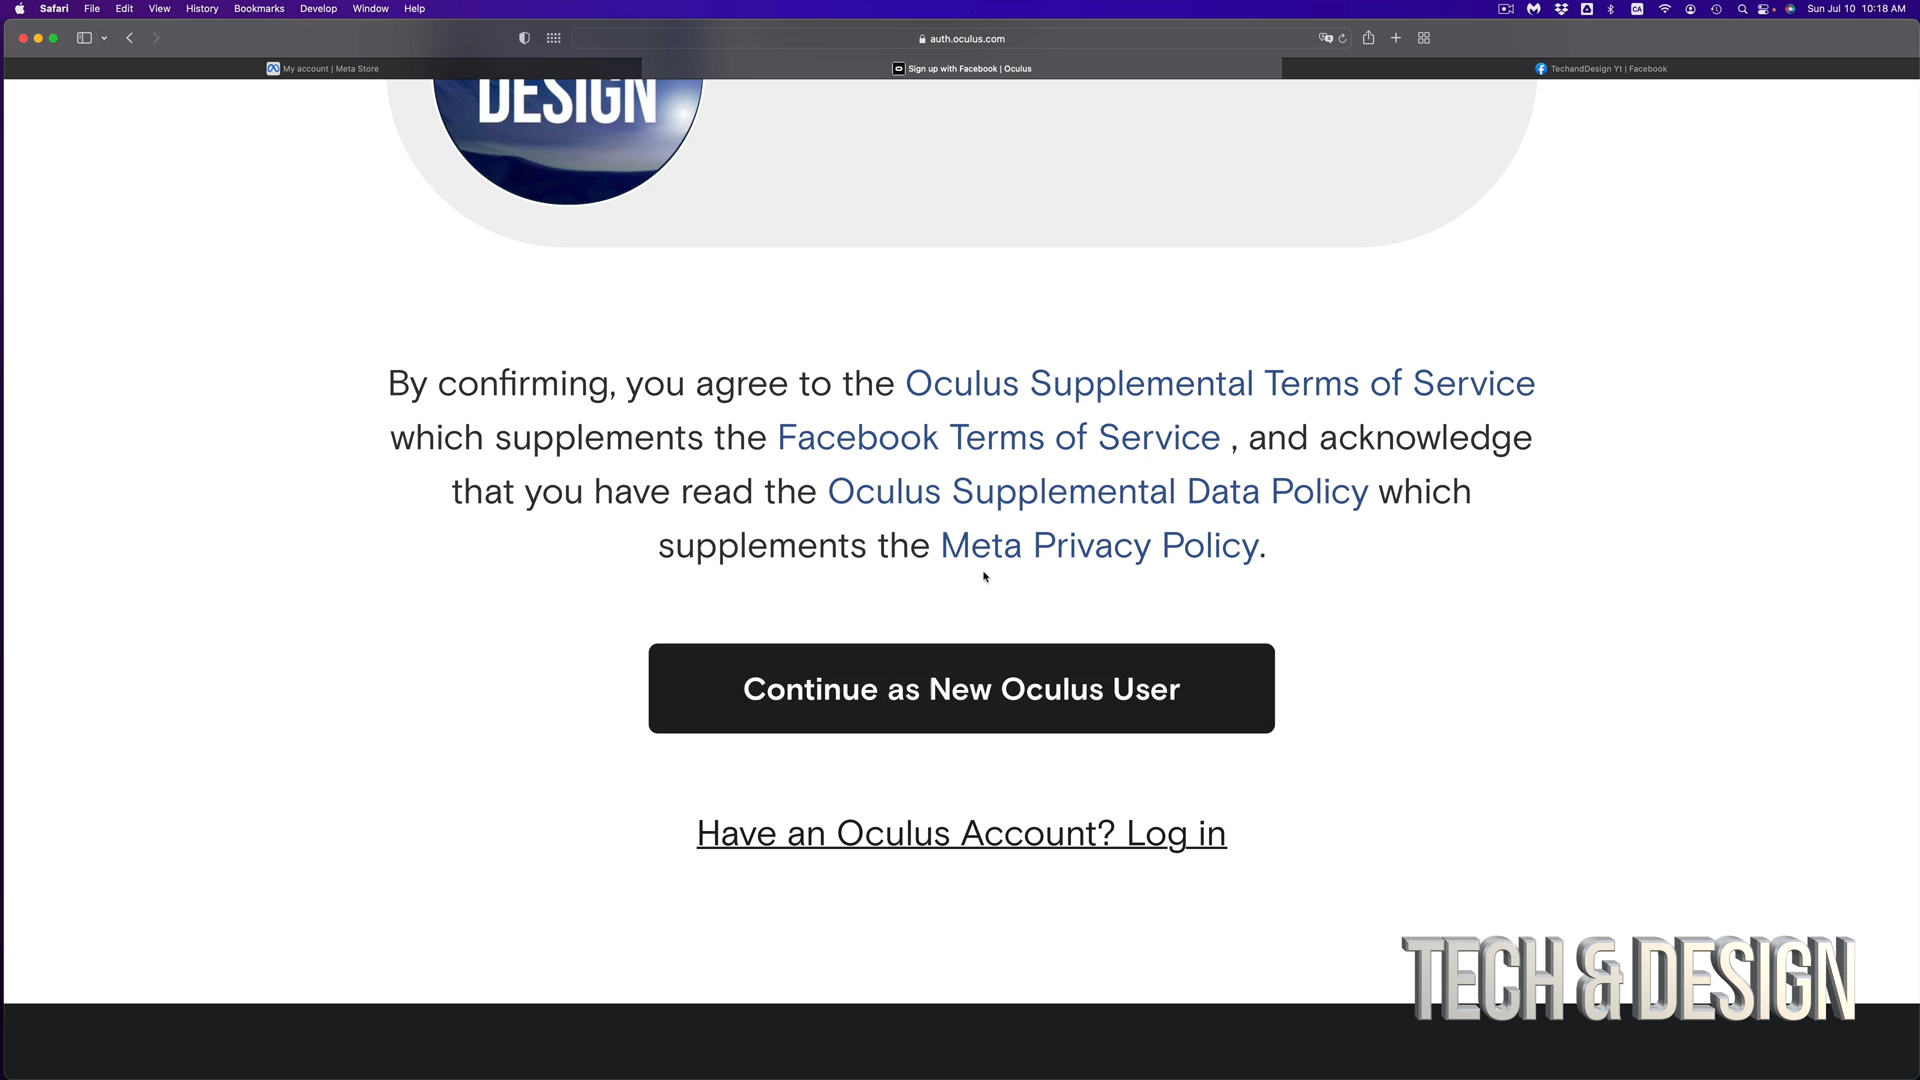 Safari File Edit View History Bookmarks Develop Window Help
CA
Sun Jul 10 10:18 AM
auth.oculus.com
My account | Meta Store
Sign up with Facebook | Oculus
TechandDesign Yt | Facebook
DESIGN
By confirming, you agree to the Oculus Supplemental Terms of Service
which supplements the Facebook Terms of Service , and acknowledge
that you have read the Oculus Supplemental Data Policy which
supplements the Meta Privacy Policy.
Continue as New Oculus User
Have an Oculus Account? Log in
TECH & DESIGN